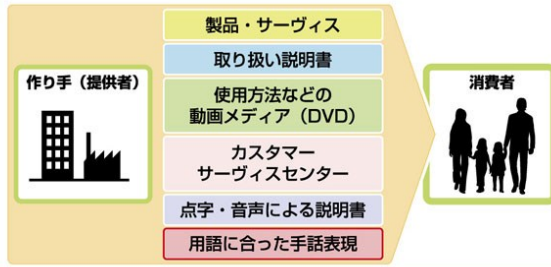 作り手（提供者）
製品・サーヴィス
取り扱い説明書
使用方法などの
動画メディア（DVD）
カスタマー
サーヴィスセンター
点字・音声による説明書
用語に合った手話表現
消費者